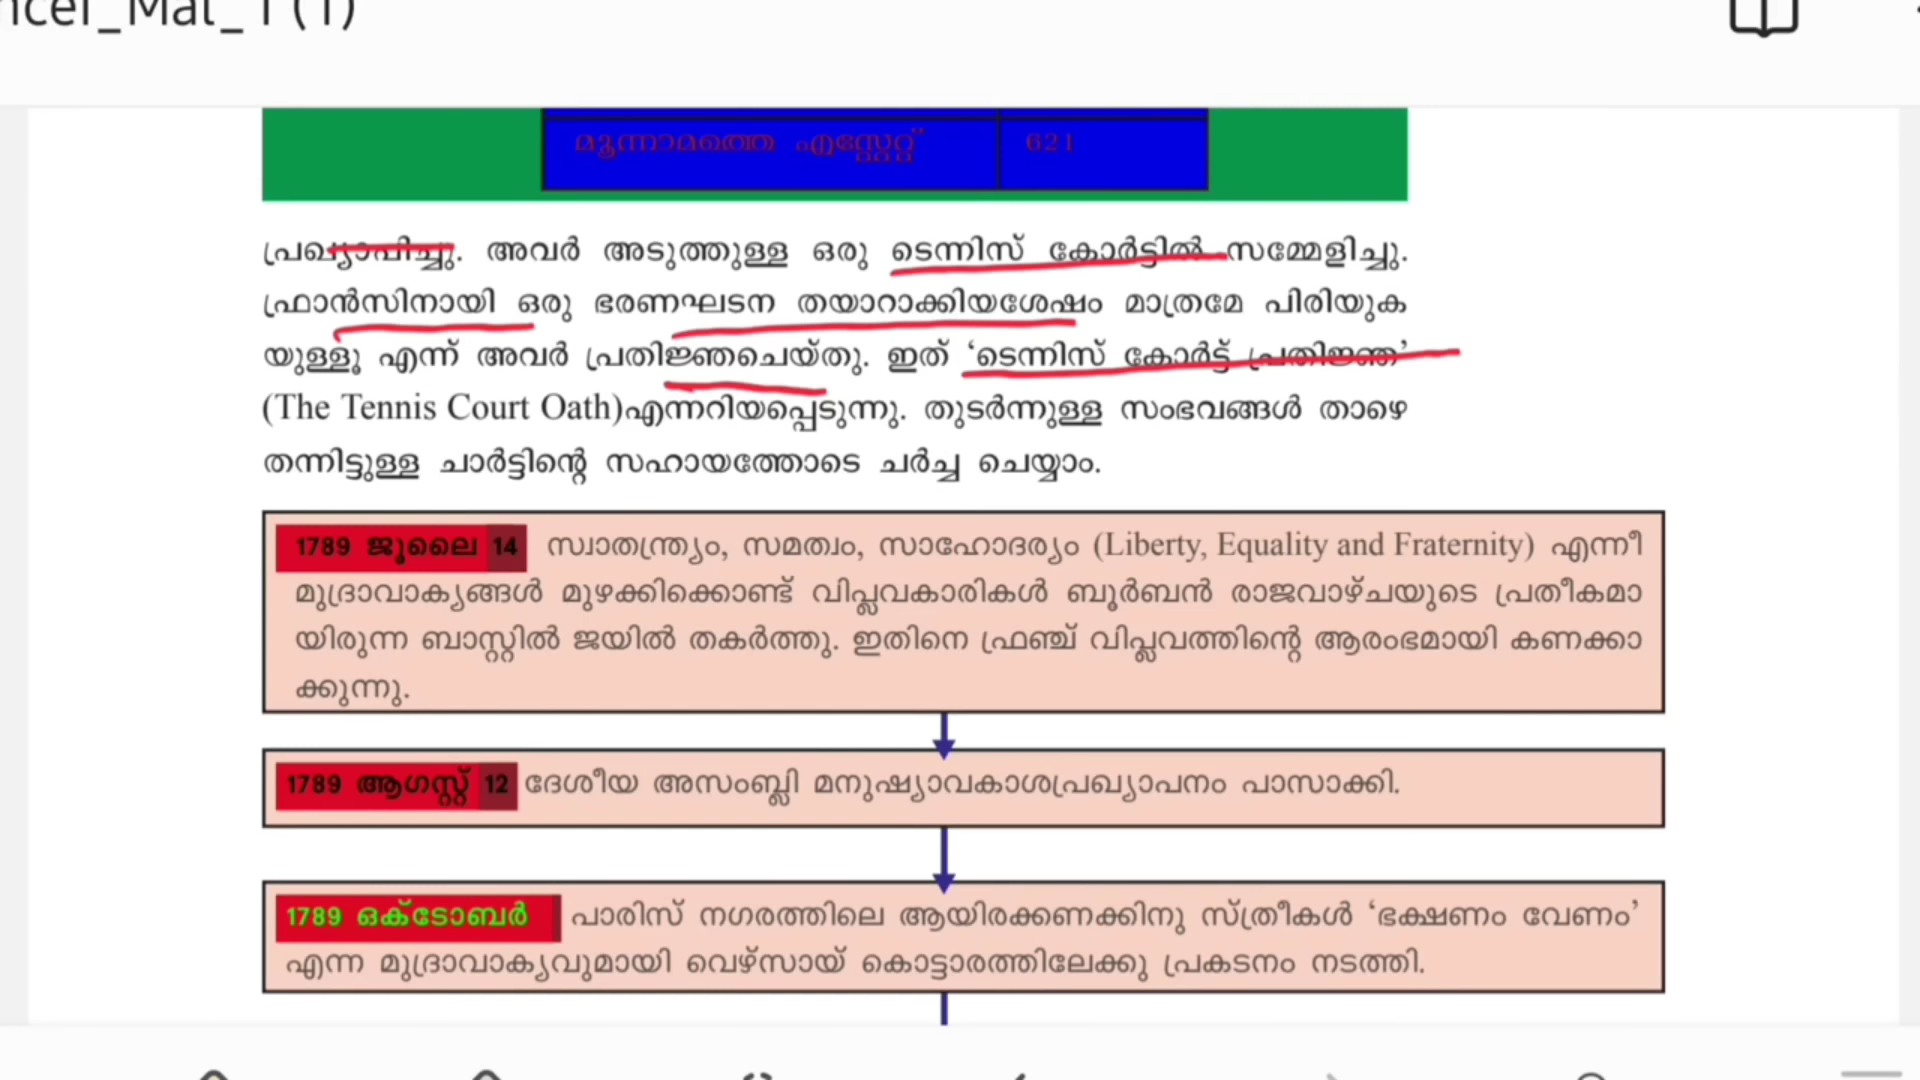 മൂന്നാമത്തെ എസ്റ്റേറ്റ് 621
പ്രഖ്യാപിച്ചു. അവർ അടുത്തുള്ള ഒരു ടെന്നിസ് കോർട്ടിൽ സമ്മേളിച്ചു.
ഫ്രാൻസിനായി ഒരു ഭരണഘടന തയാറാക്കിയശേഷം മാത്രമേ പിരിയുക
യുള്ളൂ എന്ന് അവർ പ്രതിജ്ഞചെയ്തു. ഇത് ‘ടെന്നിസ് കോർട്ട് പ്രതിജ്ഞ’
(The Tennis Court Oath)എന്നറിയപ്പെടുന്നു. തുടർന്നുള്ള സംഭവങ്ങൾ താഴെ
തന്നിട്ടുള്ള ചാർട്ടിന്റെ സഹായത്തോടെ ചർച്ച ചെയ്യാം.
1789 ജൂലൈ 14 സ്വാതന്ത്ര്യം, സമത്വം, സാഹോദര്യം (Liberty, Equality and Fraternity) എന്നീ
മുദ്രാവാക്യങ്ങൾ മുഴക്കിക്കൊണ്ട് വിപ്ലവകാരികൾ ബൂർബൻ രാജവാഴ്ചയുടെ പ്രതീകമാ
യിരുന്ന ബാസ്റ്റിൽ ജയിൽ തകർത്തു. ഇതിനെ ഫ്രഞ്ച് വിപ്ലവത്തിന്റെ ആരംഭമായി കണക്കാ
ക്കുന്നു.
1789 ആഗസ്റ്റ് 12 ദേശീയ അസംബ്ലി മനുഷ്യാവകാശപ്രഖ്യാപനം പാസാക്കി.
1789 ഒക്ടോബർ പാരിസ് നഗരത്തിലെ ആയിരക്കണക്കിനു സ്ത്രീകൾ ‘ഭക്ഷണം വേണം’
എന്ന മുദ്രാവാക്യവുമായി വെഴ്സായ് കൊട്ടാരത്തിലേക്കു പ്രകടനം നടത്തി.